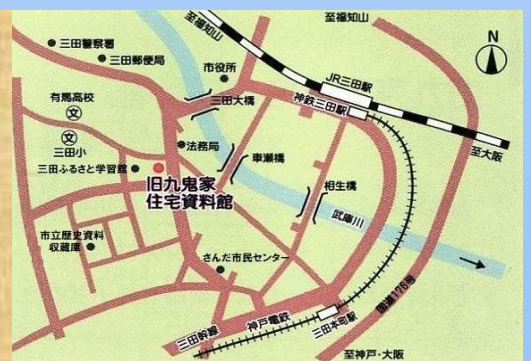 至福知山
至福知山
N
三田警察署
三田郵便局
市役所
JR三田駅
神鉄三田駅
有馬高校
文
三田大橋
至大阪
文
三田小
法務局
車瀬橋
三田ふるさと学習館
相生橋
旧九鬼家
住宅資料館
武庫川
市立歴史資料
収蔵庫
さんだ市民センター
国道176号
三田幹線
神戸電鉄
三田本町駅
至神戸・大阪